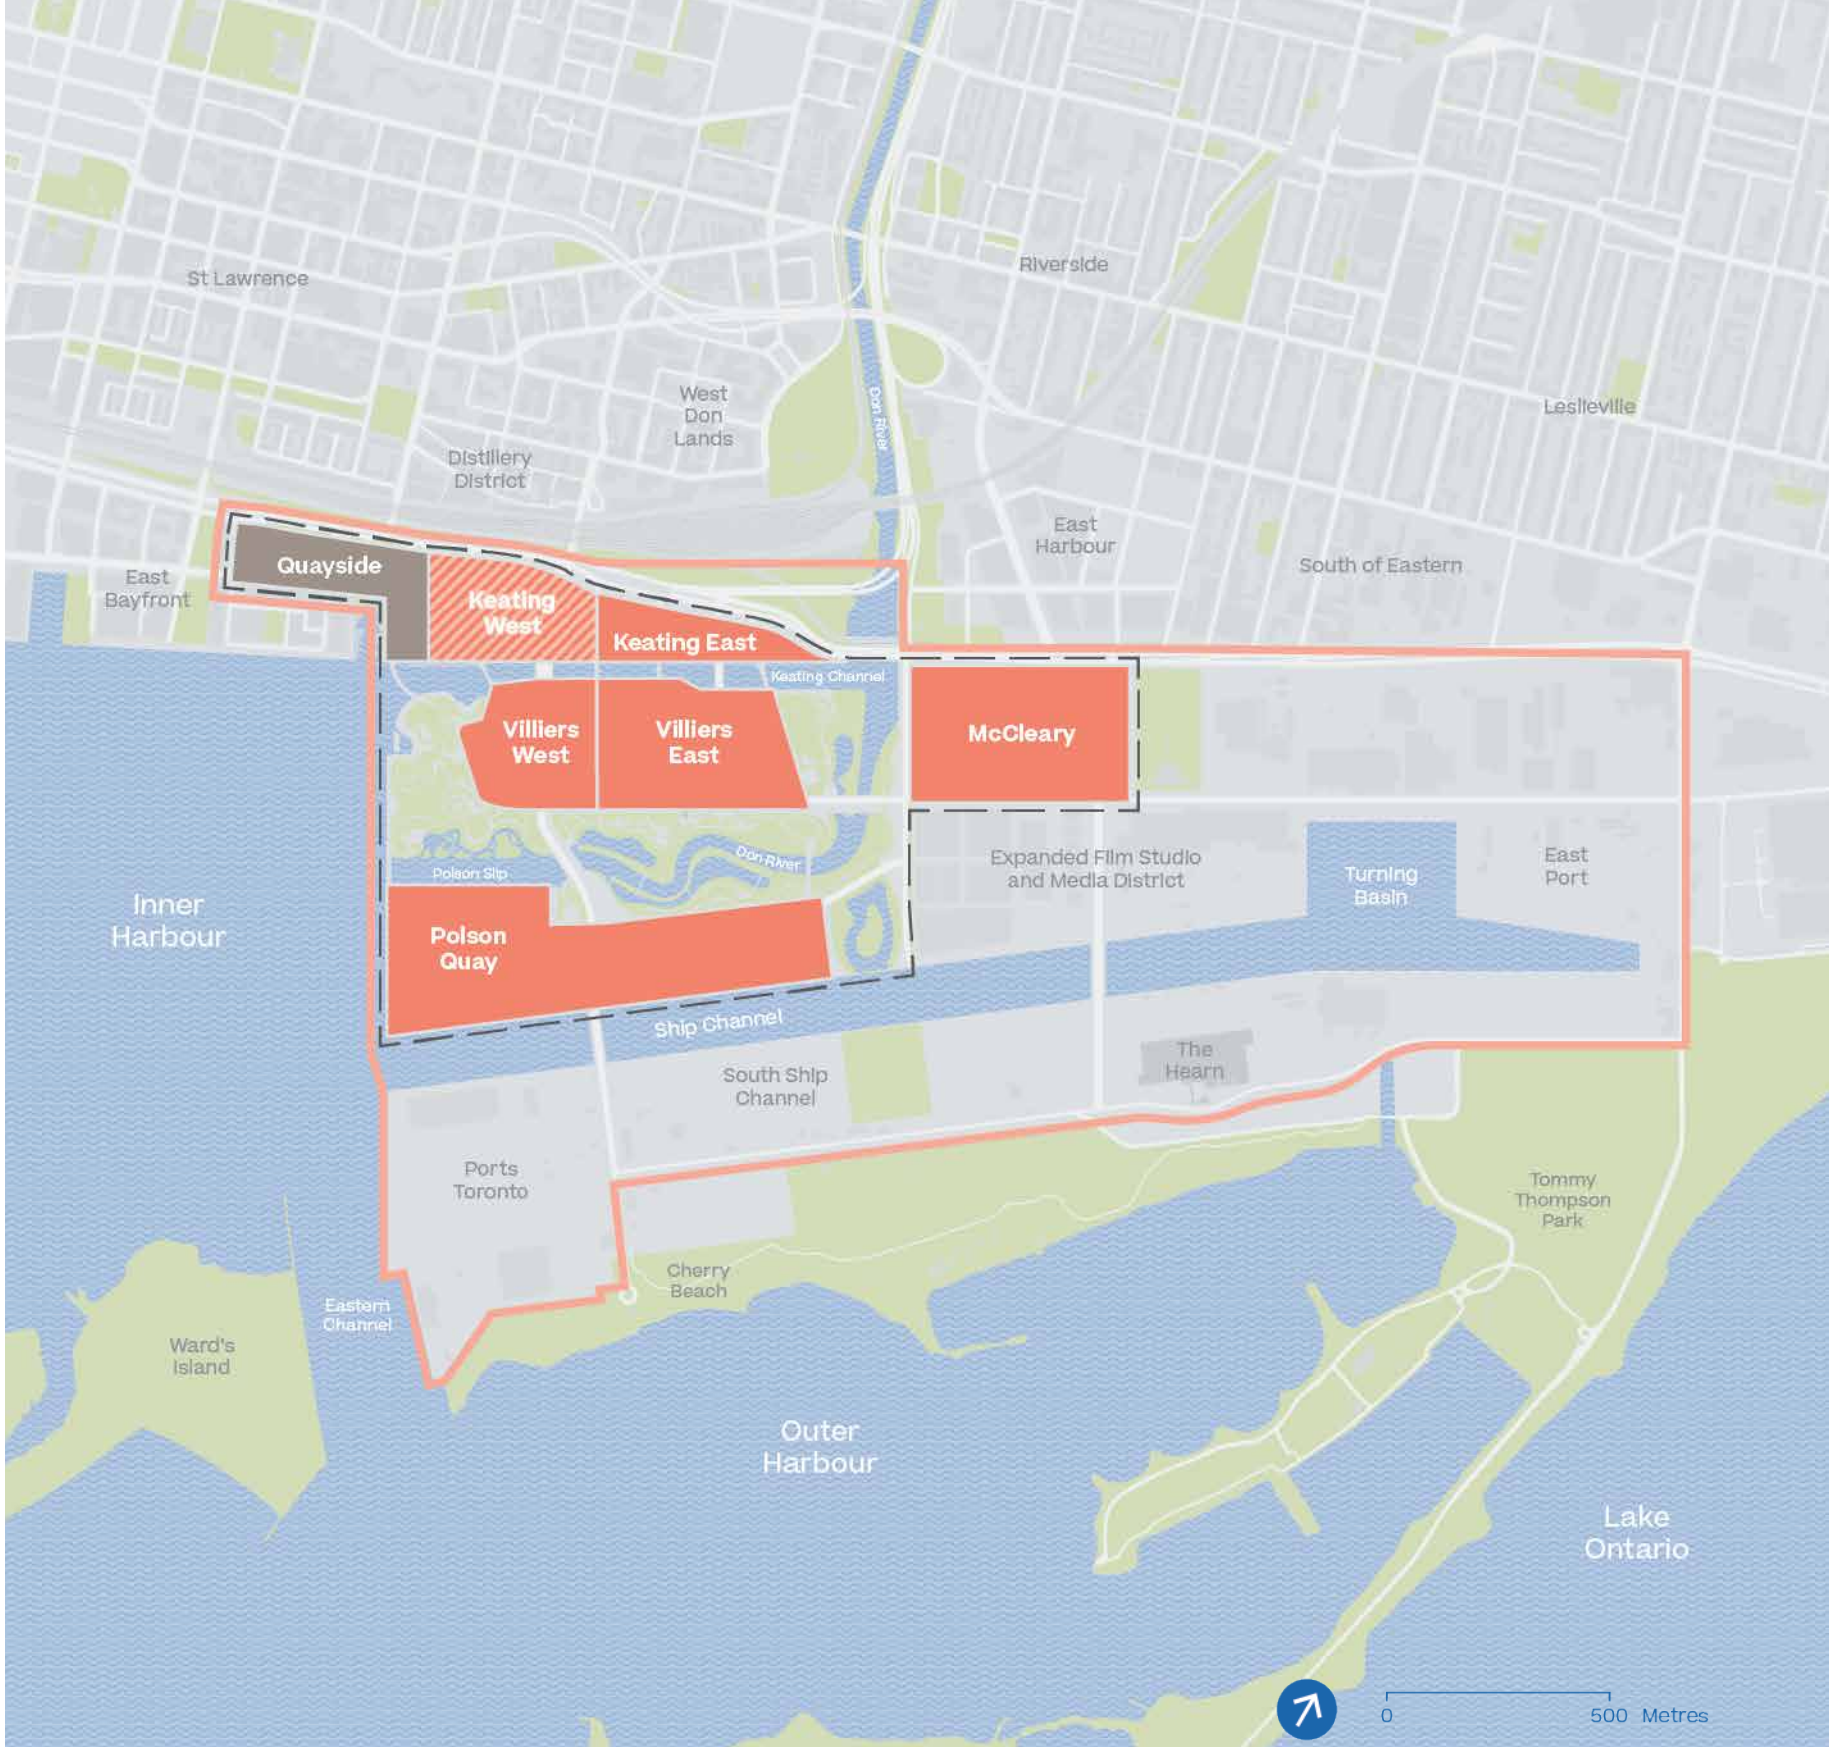 St Lawrence
Riverside
West
Don
Lands
Don River
Leslieville
Distillery
District
East
Harbour
South of Eastern
Quayside
East
Bayfront
Keating
West
Keating East
Keating Channel
Villiers
West
Villiers
East
McCleary
Polson Slip
Don River
Expanded Film Studio
and Media District
Turning
Basin
East
Port
Inner
Harbour
Polson
Quay
Ship Channel
South Ship
Channel
The
Hearn
Ports
Toronto
Tommy
Thompson
Park
Cherry
Beach
Eastern
Channel
Ward's
Island
Outer
Harbour
Lake
Ontario
0 500 Metres